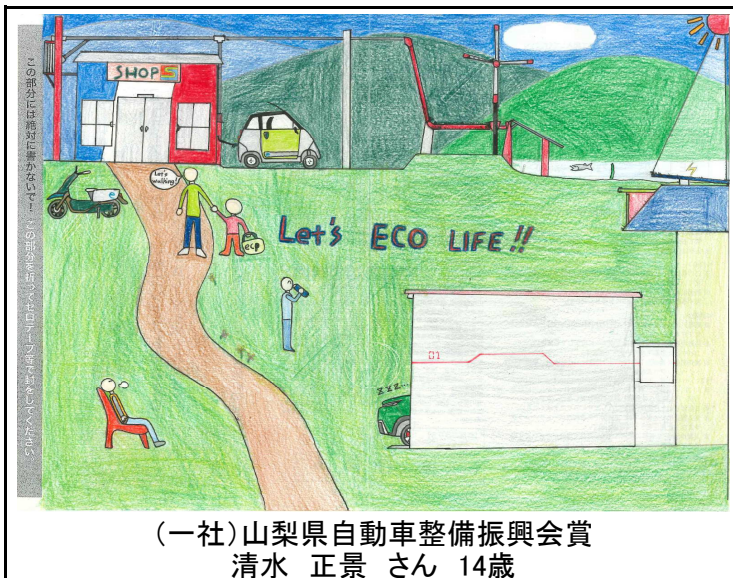 この部分には絶対に書かないで！ この部分を折ってセロテープ等で封をしてください。
SHOP S
Let's
walking!!
Let's ECO LIFE!!
eco
01
zzz...
(一社)山梨県自動車整備振興会賞
清水 正景 さん 14歳